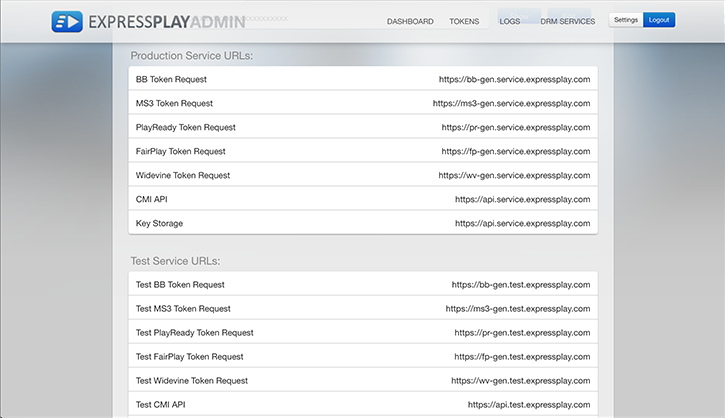 EXPRESSPLAYADMIN
DASHBOARD TOKENS LOGS DRM SERVICES Settings Logout
Production Service URLs:
BB Token Request https://bb-gen.service.expressplay.com
MS3 Token Request https://ms3-gen.service.expressplay.com
PlayReady Token Request https://pr-gen.service.expressplay.com
FairPlay Token Request https://fp-gen.service.expressplay.com
Widevine Token Request https://wv-gen.service.expressplay.com
CMI API https://api.service.expressplay.com
Key Storage https://api.service.expressplay.com
Test Service URLs:
Test BB Token Request https://bb-gen.test.expressplay.com
Test MS3 Token Request https://ms3-gen.test.expressplay.com
Test PlayReady Token Request https://pr-gen.test.expressplay.com
Test FairPlay Token Request https://fp-gen.test.expressplay.com
Test Widevine Token Request https://wv-gen.test.expressplay.com
Test CMI API https://api.test.expressplay.com